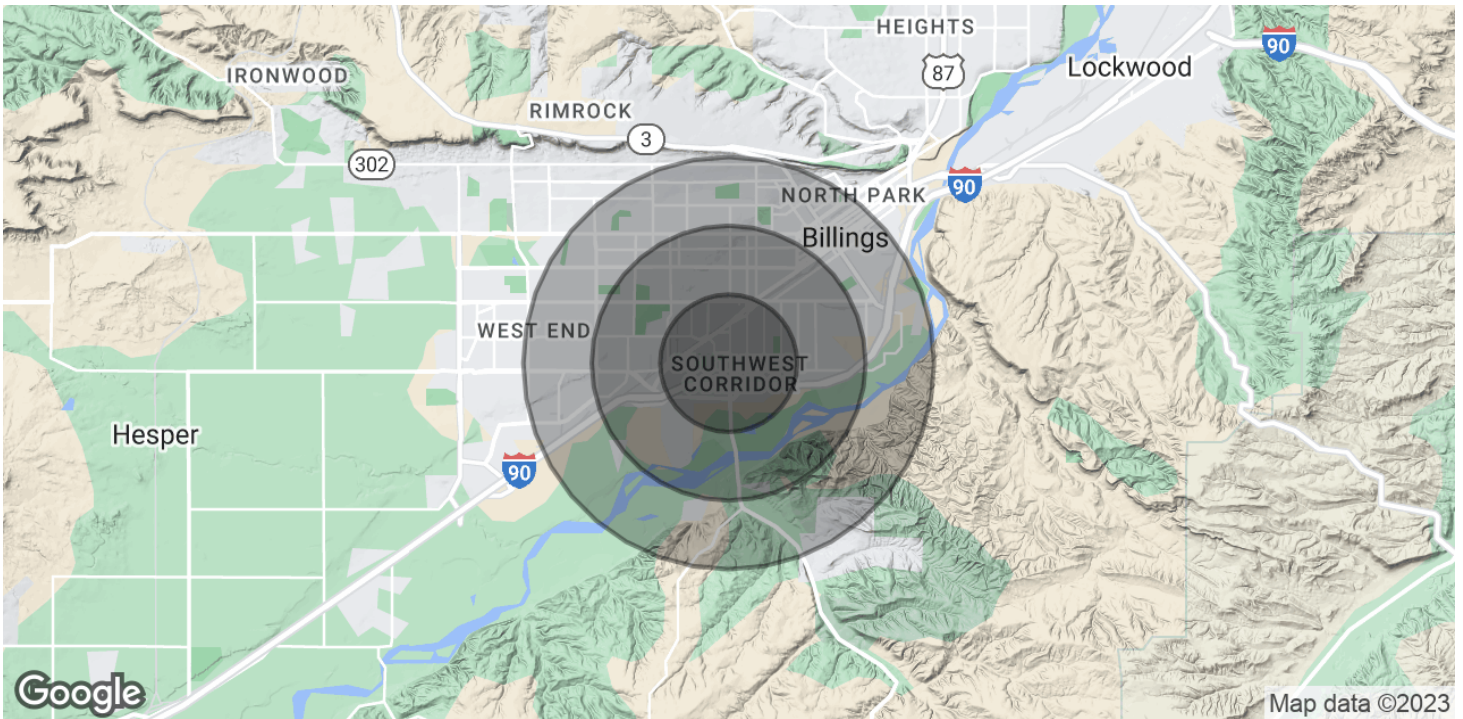 HEIGHTS
90
Lockwood
87
IRONWOOD
RIMROCK
3
302
90
NORTH PARK
Billings
WEST END
SOUTHWEST
CORRIDOR
Hesper
90
Google
Map data ©2023